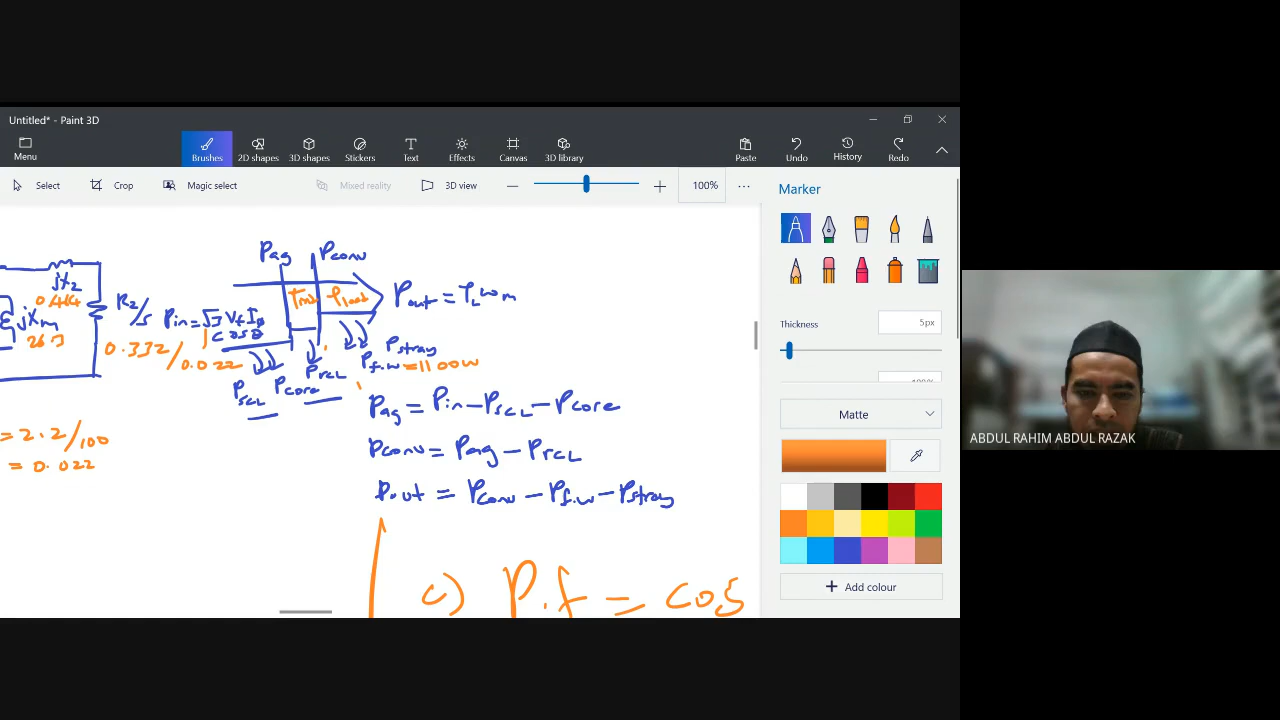 Untitled* - Paint 3D
Menu
Brushes
2D shapes
3D shapes
Stickers
Text
Effects
Canvas
3D library
Paste
Undo
History
Redo
Select
Crop
Magic select
Mixed reality
3D view
100%
Marker
Thickness
5px
Matte
Add colour
ABDUL RAHIM ABDUL RAZAK
Pag
Pconv
jX2
0.464
R2/s
jXm
26.3
0.332/0.022
Pin = √3 VT IL
cos θ
Pout = TL ωm
Pstray
Pf.w = 1100W
PSCL
Pcore
PRCL
Pag = Pin - PSCL - Pcore
Pconv = Pag - PRCL
Pout = Pconv - Pf.w - Pstray
= 2.2/100
= 0.022
c) P.f = cos